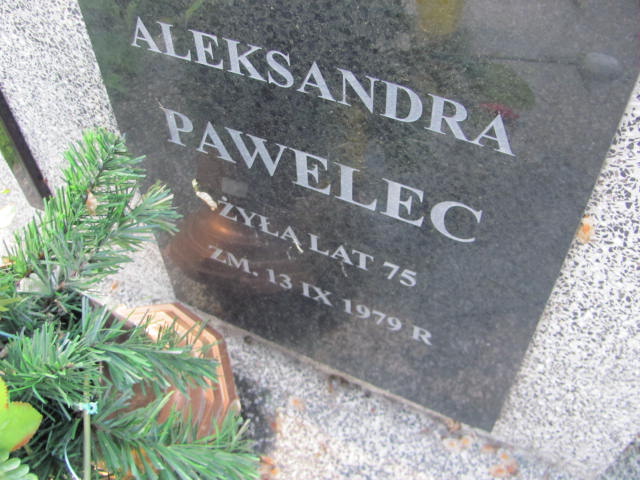 ALEKSANDRA
PAWELEC
ŻYŁA LAT 75
ZM. 13 IX 1979 R